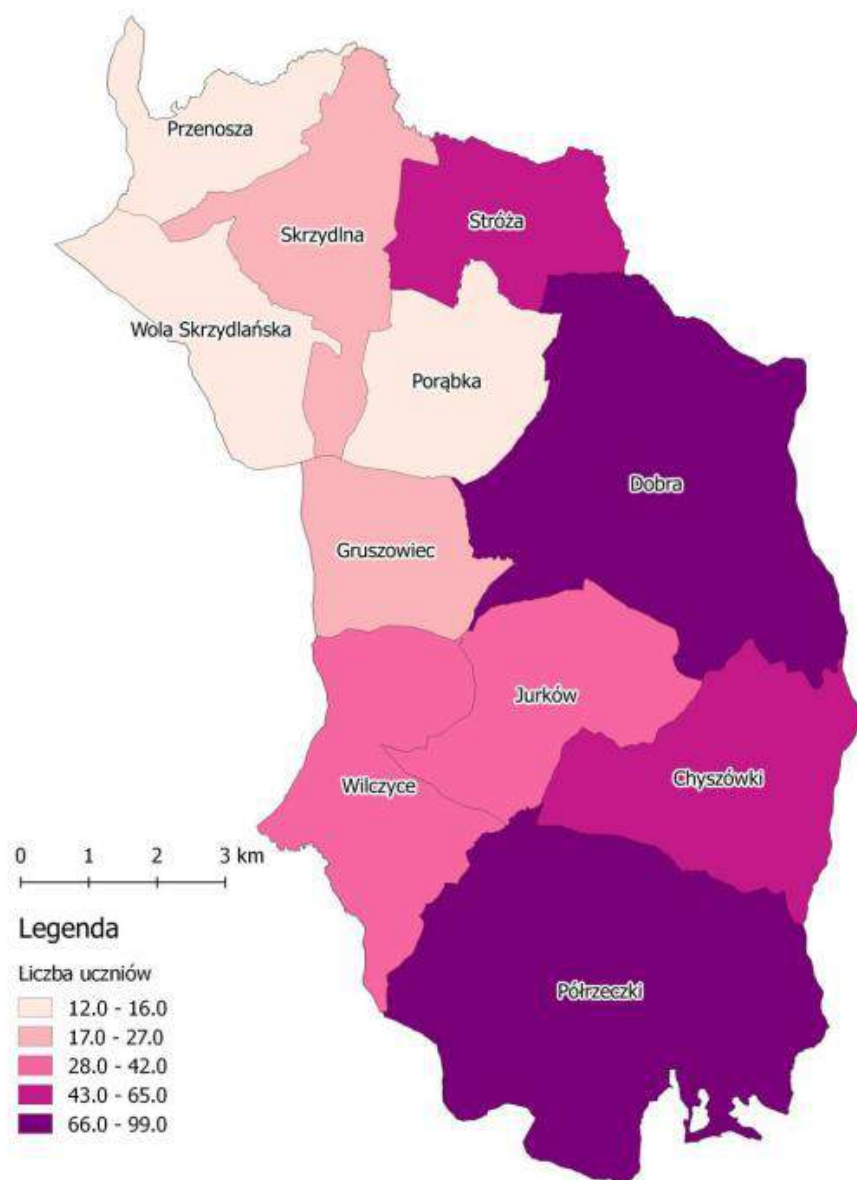 Przenosza
Skrzydlna
Stróża
Wola Skrzydlańska
Porąbka
Dobra
Gruszowiec
Jurków
Chyszówki
Wilczyce
0 1 2 3 km
Legenda
Liczba uczniów
12.0 - 16.0
17.0 - 27.0
28.0 - 42.0
43.0 - 65.0
66.0 - 99.0
Półrzeczki